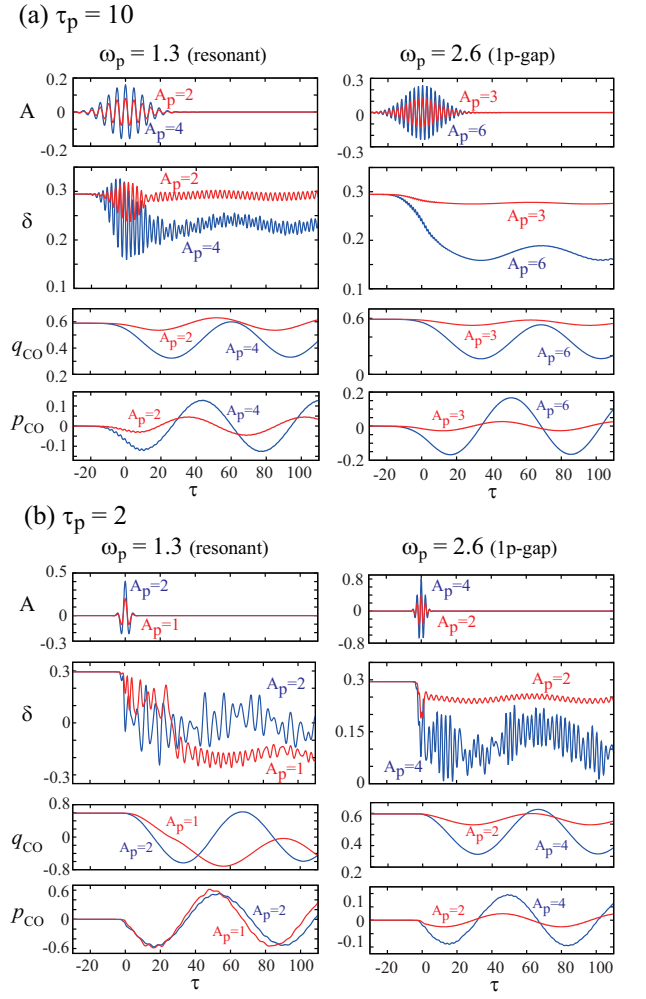 (a) τp = 10
ωp = 1.3 (resonant)
ωp = 2.6 (1p-gap)
A
0.2
0
-0.2
Ap=2
Ap=4
0.3
0
-0.3
Ap=3
Ap=6
δ
0.3
0.2
0.1
Ap=2
Ap=4
0.3
0.2
0.1
Ap=3
Ap=6
qCO
0.6
0.4
0.2
Ap=2
Ap=4
0.6
0
Ap=3
Ap=6
pCO
0.1
0
-0.1
Ap=2
Ap=4
0.2
0
-0.2
Ap=3
Ap=6
-20 0 20 40 60 80 100
-20 0 20 40 60 80 100
τ
τ
(b) τp = 2
ωp = 1.3 (resonant)
ωp = 2.6 (1p-gap)
A
0.5
0
-0.3
Ap=2
Ap=1
0.8
0
-0.8
Ap=4
Ap=2
δ
0.3
0
-0.3
Ap=2
Ap=1
0.3
0.15
0
Ap=2
Ap=4
qCO
0.8
0
-0.8
Ap=1
Ap=2
0.6
0.4
0.2
Ap=2
Ap=4
pCO
0.6
0
-0.6
Ap=2
Ap=1
0.1
0
-0.1
Ap=2
Ap=4
-20 0 20 40 60 80 100
-20 0 20 40 60 80 100
τ
τ